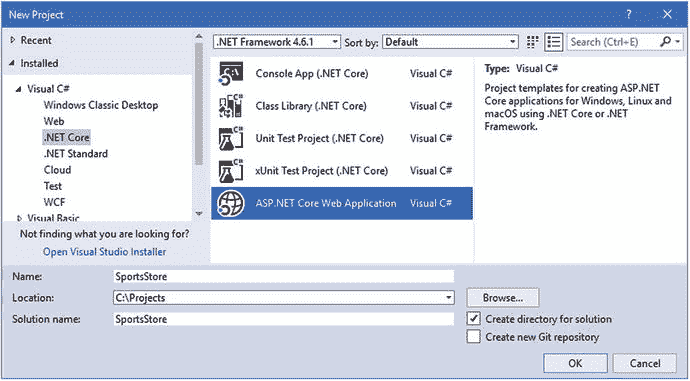 New Project
Recent
Installed
Visual C#
Windows Classic Desktop
Web
.NET Core
.NET Standard
Cloud
Test
WCF
Visual Basic
Not finding what you are looking for?
Open Visual Studio Installer
.NET Framework 4.6.1 Sort by: Default
Search (Ctrl+E)
Console App (.NET Core) Visual C#
Class Library (.NET Core) Visual C#
Unit Test Project (.NET Core) Visual C#
xUnit Test Project (.NET Core) Visual C#
ASP.NET Core Web Application Visual C#
Type: Visual C#
Project templates for creating ASP.NET
Core applications for Windows, Linux and
macOS using .NET Core or .NET
Framework.
Name: SportsStore
Location: C:\Projects Browse...
Solution name: SportsStore
Create directory for solution
Create new Git repository
OK Cancel